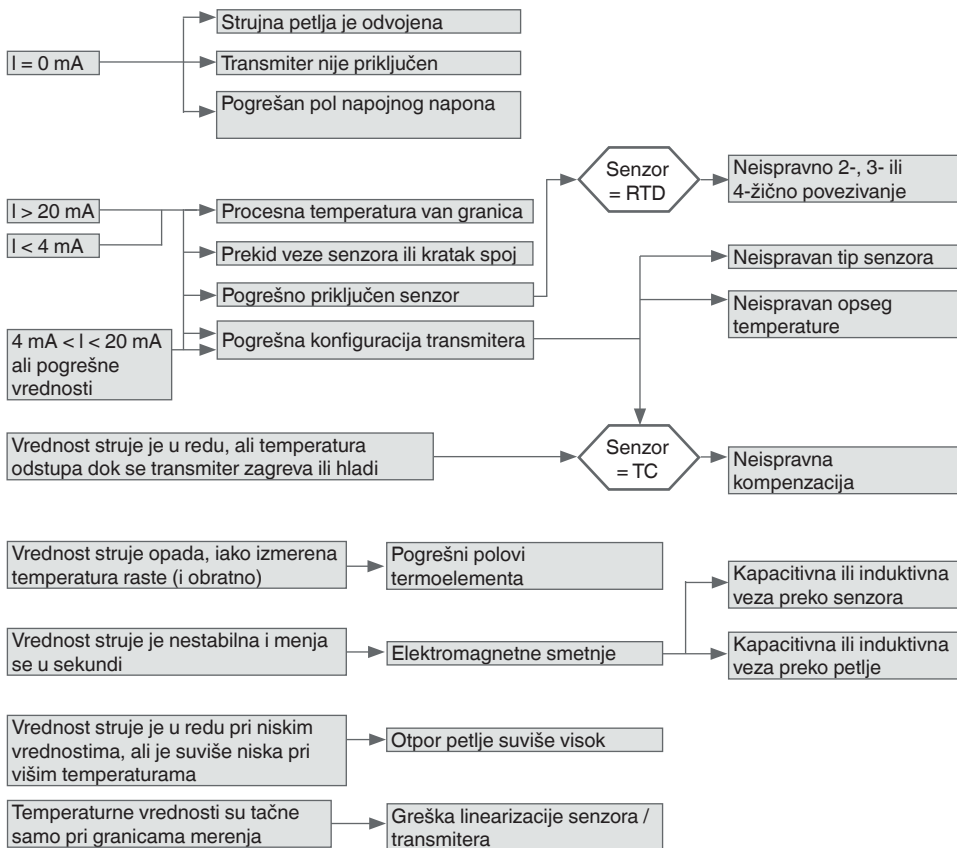 I = 0 mA
Strujna petlja je odvojena
Transmiter nije priključen
Pogrešan pol napojnog napona
I > 20 mA
I < 4 mA
Procesna temperatura van granica
Prekid veze senzora ili kratak spoj
Pogrešno priključen senzor
Pogrešna konfiguracija transmitera
Senzor
= RTD
Neispravno 2-, 3- ili
4-žično povezivanje
Neispravan tip senzora
Neispravan opseg
temperature
4 mA < I < 20 mA
ali pogrešne
vrednosti
Vrednost struje je u redu, ali temperatura
odstupa dok se transmiter zagreva ili hladi
Senzor
= TC
Neispravna
kompenzacija
Vrednost struje opada, iako izmerena
temperatura raste (i obratno)
Pogrešni polovi
termoelementa
Vrednost struje je nestabilna i menja
se u sekundi
Elektromagnetne smetnje
Kapacitivna ili induktivna
veza preko senzora
Kapacitivna ili induktivna
veza preko petlje
Vrednost struje je u redu pri niskim
vrednostima, ali je suviše niska pri
višim temperaturama
Otpor petlje suviše visok
Temperaturne vrednosti su tačne
samo pri granicama merenja
Greška linearizacije senzora /
transmitera